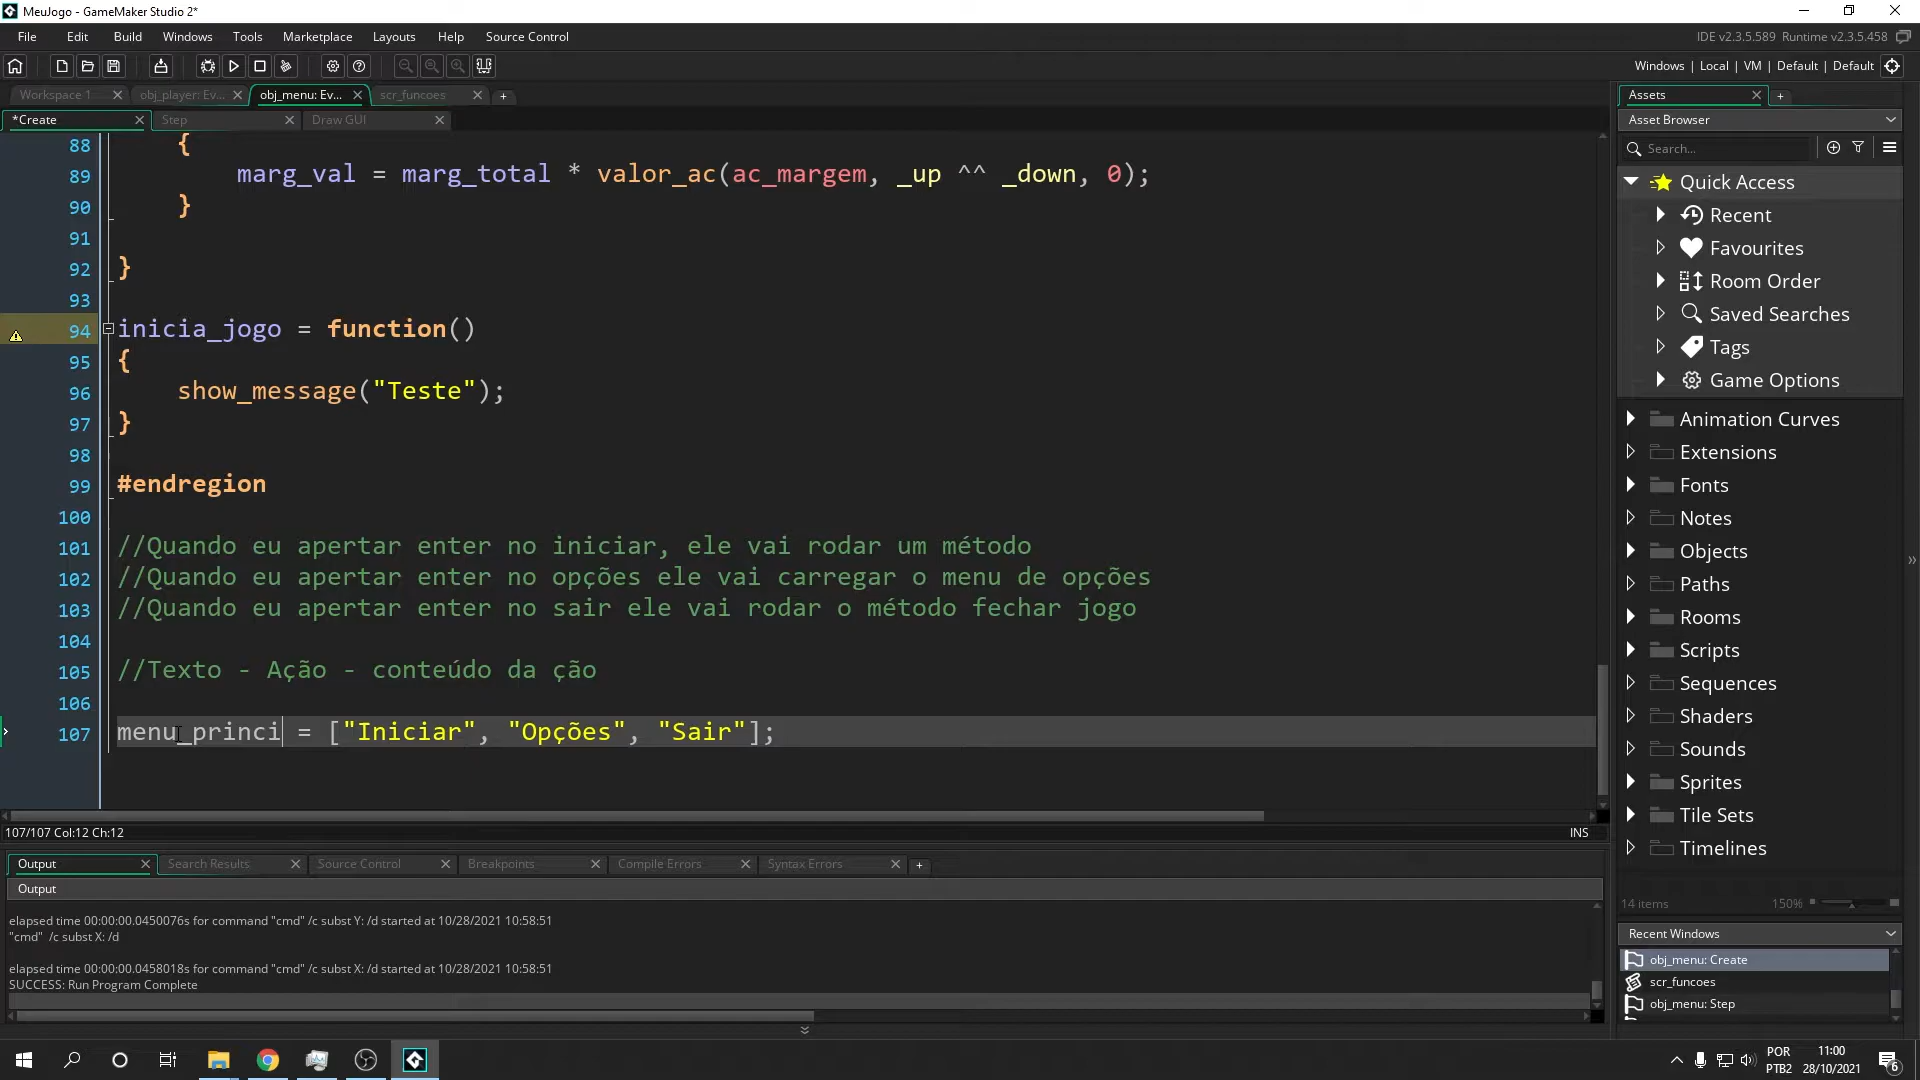 MeuJogo - GameMaker Studio 2*
File Edit Build Windows Tools Marketplace Layouts Help Source Control
IDE v2.3.5.589 Runtime v2.3.5.458
Windows | Local | VM | Default | Default
Workspace 1 obj_player: Ev... obj_menu: Ev... scr_funcoes
*Create Step Draw GUI
88 {
89 marg_val = marg_total * valor_ac(ac_margem, _up ^^ _down, 0);
90 }
91
92 }
93
94 inicia_jogo = function()
95 {
96 show_message("Teste");
97 }
98
99 #endregion
100
101 //Quando eu apertar enter no iniciar, ele vai rodar um método
102 //Quando eu apertar enter no opções ele vai carregar o menu de opções
103 //Quando eu apertar enter no sair ele vai rodar o método fechar jogo
104
105 //Texto - Ação - conteúdo da ção
106
107 menu_princi = ["Iniciar", "Opções", "Sair"];
107/107 Col:12 Ch:12
INS
Output Search Results Source Control Breakpoints Compile Errors Syntax Errors
Output
elapsed time 00:00:00.0450076s for command "cmd" /c subst Y: /d started at 10/28/2021 10:58:51
"cmd" /c subst X: /d
elapsed time 00:00:00.0458018s for command "cmd" /c subst X: /d started at 10/28/2021 10:58:51
SUCCESS: Run Program Complete
Assets
Asset Browser
Search...
Quick Access
Recent
Favourites
Room Order
Saved Searches
Tags
Game Options
Animation Curves
Extensions
Fonts
Notes
Objects
Paths
Rooms
Scripts
Sequences
Shaders
Sounds
Sprites
Tile Sets
Timelines
14 items 150%
Recent Windows
obj_menu: Create
scr_funcoes
obj_menu: Step
POR
PTB2
11:00
28/10/2021
6